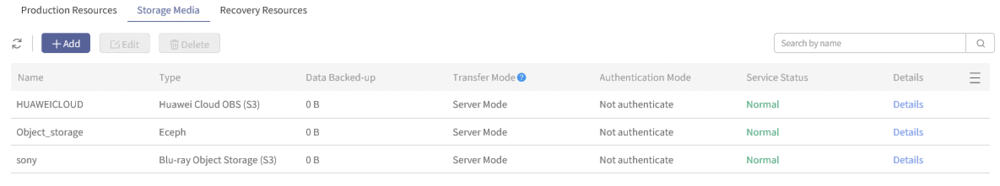 Production Resources Storage Media Recovery Resources
Add Edit Delete Search by name
Name Type Data Backed-up Transfer Mode ? Authentication Mode Service Status Details
HUAWEICLOUD Huawei Cloud OBS (S3) 0 B Server Mode Not authenticate Normal Details
Object_storage Eceph 0 B Server Mode Not authenticate Normal Details
sony Blu-ray Object Storage (S3) 0 B Server Mode Not authenticate Normal Details